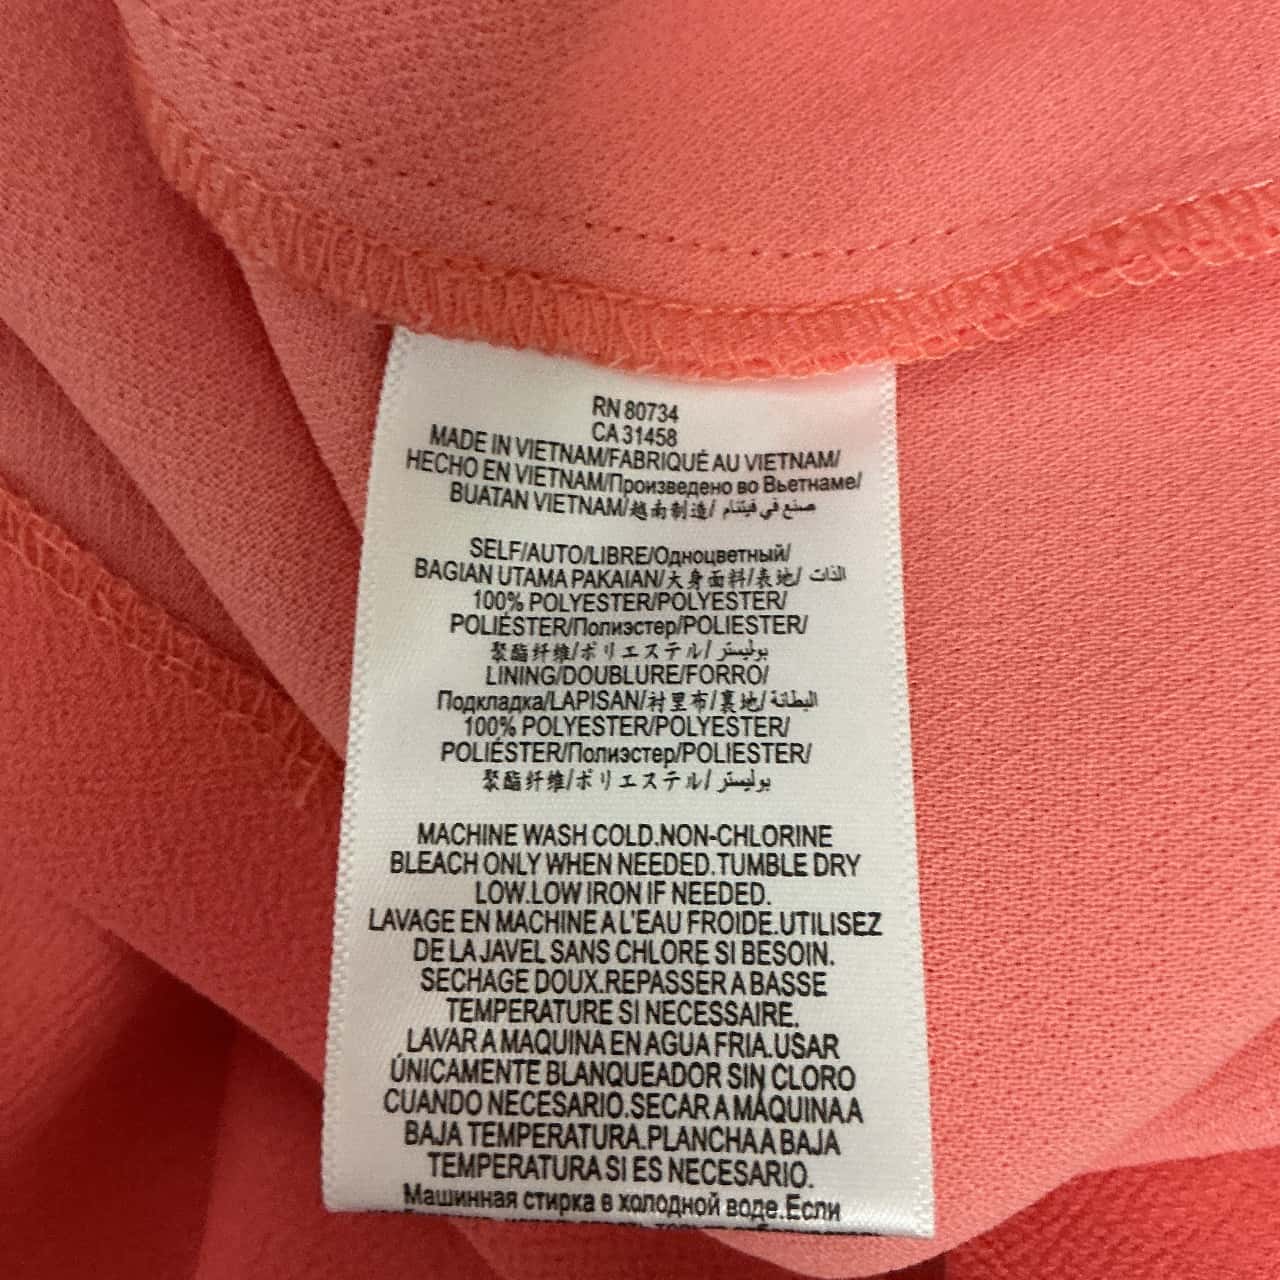 RN 80734
CA 31458
MADE IN VIETNAM/FABRIQUÉ AU VIETNAM/
HECHO EN VIETNAM/Произведено во Вьетнаме/
BUATAN VIETNAM/越南制造/ صنع في فيتنام
SELF/AUTO/LIBRE/Одноцветный/
BAGIAN UTAMA PAKAIAN/大身面料/表地/ الذات
100% POLYESTER/POLYESTER/
POLIÉSTER/Полиэстер/POLIESTER/
聚酯纤维/ポリエステル/ بوليستر
LINING/DOUBLURE/FORRO/
Подкладка/LAPISAN/衬里布/裏地/ البطانة
100% POLYESTER/POLYESTER/
POLIÉSTER/Полиэстер/POLIESTER/
聚酯纤维/ポリエステル/ بوليستر
MACHINE WASH COLD.NON-CHLORINE
BLEACH ONLY WHEN NEEDED.TUMBLE DRY
LOW.LOW IRON IF NEEDED.
LAVAGE EN MACHINE A L'EAU FROIDE.UTILISEZ
DE LA JAVEL SANS CHLORE SI BESOIN.
SECHAGE DOUX.REPASSER A BASSE
TEMPERATURE SI NECESSAIRE.
LAVAR A MAQUINA EN AGUA FRIA.USAR
ÚNICAMENTE BLANQUEADOR SIN CLORO
CUANDO NECESARIO.SECAR A MÁQUINA A
BAJA TEMPERATURA.PLANCHA A BAJA
TEMPERATURA SI ES NECESARIO.
Машинная стирка в холодной воде.Если